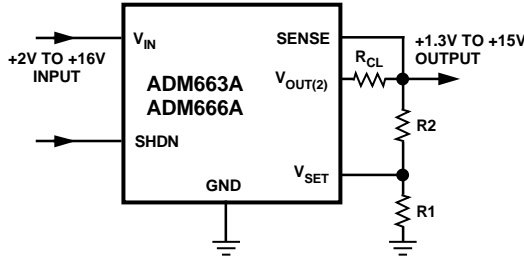 V_IN
SENSE
+1.3V TO +15V
OUTPUT
+2V TO +16V
INPUT
R_CL
V_OUT(2)
ADM663A
ADM666A
R2
SHDN
V_SET
GND
R1